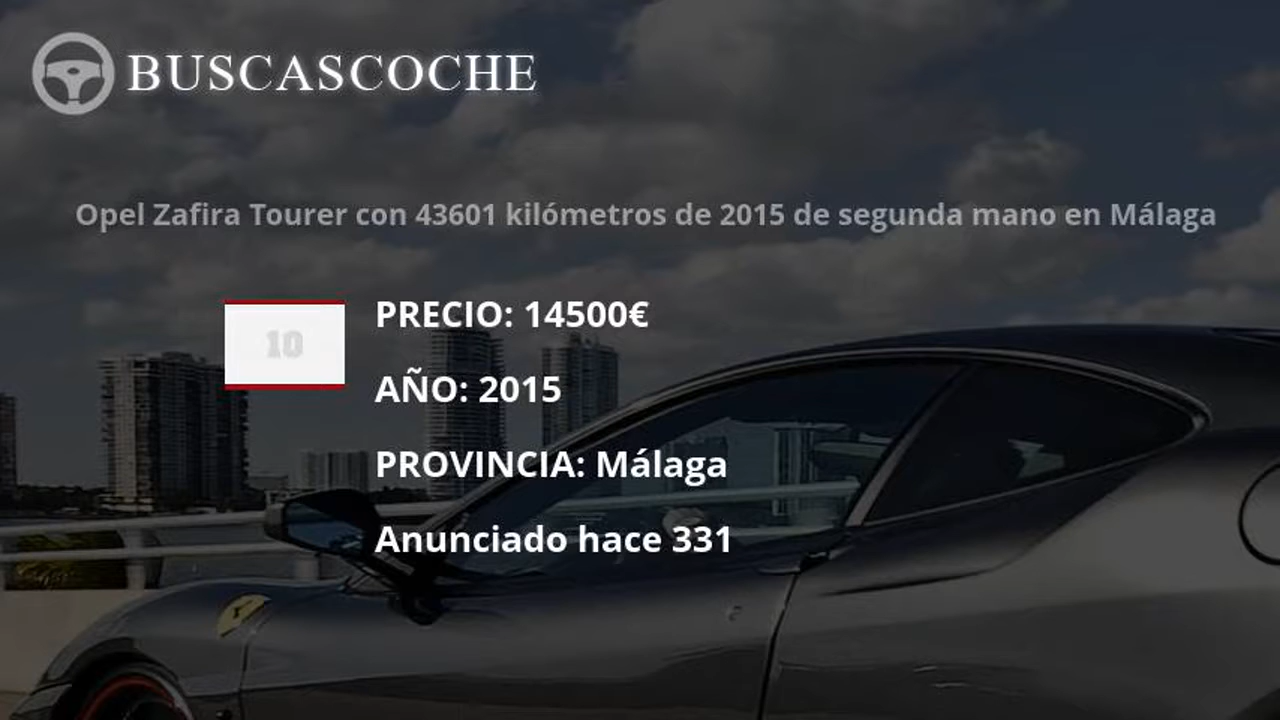 BUSCASCOCHE
Opel Zafira Tourer con 43601 kilómetros de 2015 de segunda mano en Málaga
10
PRECIO: 14500€
AÑO: 2015
PROVINCIA: Málaga
Anunciado hace 331